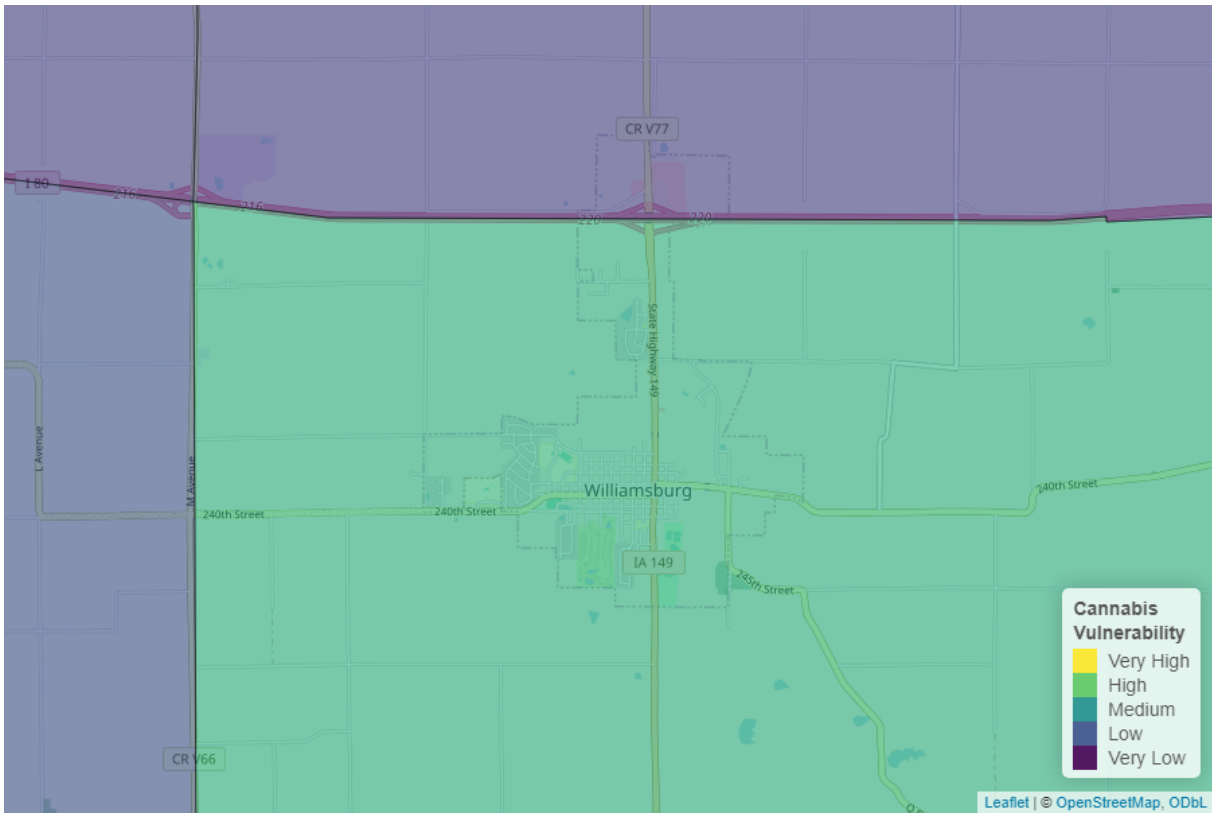 CR V77
I 80
216
216
220
220
State Highway 149
L Avenue
M Avenue
Williamsburg
240th Street
240th Street
240th Street
IA 149
245th Street
CR V66
Cannabis
Vulnerability
Very High
High
Medium
Low
Very Low
Leaflet | © OpenStreetMap, ODbL